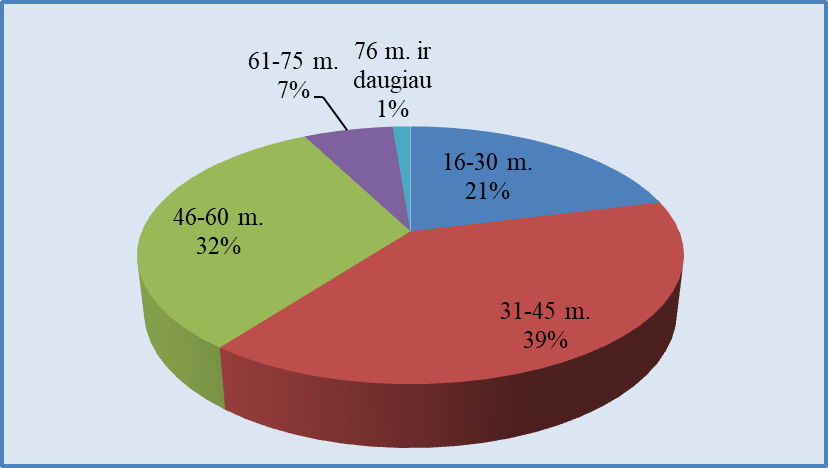 61-75 m.
7%
76 m. ir
daugiau
1%
16-30 m.
21%
46-60 m.
32%
31-45 m.
39%